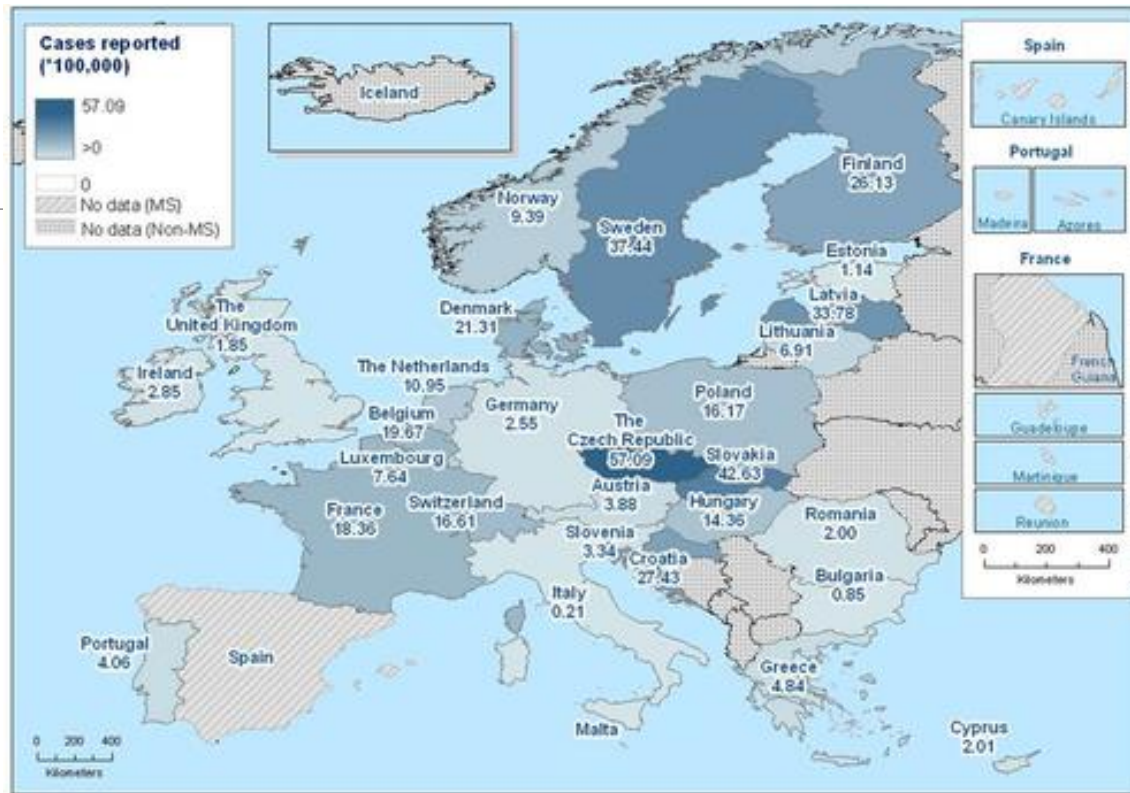 Cases reported
(*100,000)
57.09
>0
0
No data (MS)
No data (Non-MS)
Iceland
Spain
Canary Islands
Portugal
Madeira
Azores
France
French
Guiana
Guadeloupe
Martinique
Reunion
0 200 400
Kilometers
Norway
9.39
Sweden
37.44
Finland
26.13
Estonia
1.14
Latvia
33.78
Lithuania
6.91
Denmark
21.31
The
United Kingdom
1.85
Ireland
2.85
The Netherlands
10.95
Belgium
19.67
Luxembourg
7.64
Germany
2.55
Poland
16.17
The
Czech Republic
57.09
Slovakia
42.63
Austria
3.88
Hungary
14.36
Romania
2.00
France
18.36
Switzerland
16.61
Slovenia
3.34
Croatia
27.43
Bulgaria
0.85
Italy
0.21
Portugal
4.06
Spain
Greece
4.84
Malta
Cyprus
2.01
0 200 400
Kilometers